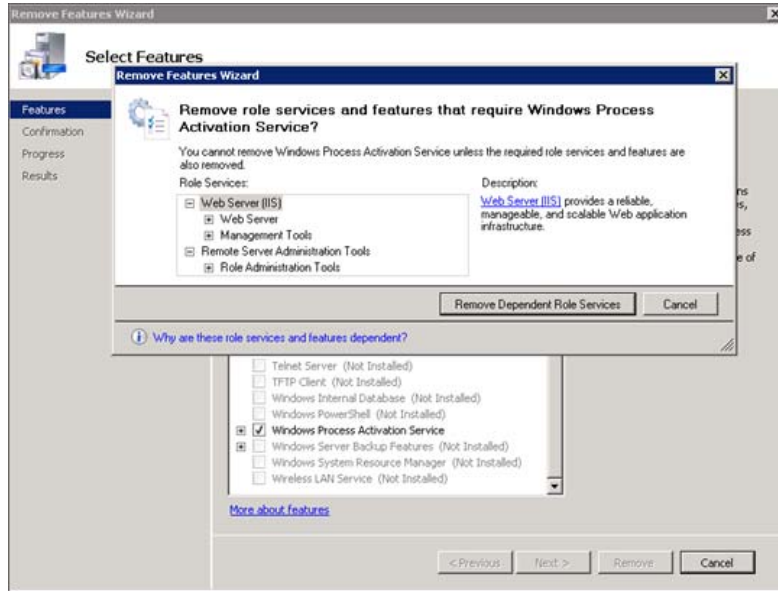 Remove Features Wizard
Select Features
Remove Features Wizard
Features
Confirmation
Progress
Results
Remove role services and features that require Windows Process
Activation Service?
You cannot remove Windows Process Activation Service unless the required role services and features are
also removed.
Role Services:
Description:
Web Server (IIS)
Web Server
Management Tools
Remote Server Administration Tools
Role Administration Tools
Web Server (IIS) provides a reliable,
manageable, and scalable Web application
infrastructure.
Remove Dependent Role Services
Cancel
Why are these role services and features dependent?
Telnet Server (Not Installed)
TFTP Client (Not Installed)
Windows Internal Database (Not Installed)
Windows PowerShell (Not Installed)
Windows Process Activation Service
Windows Server Backup Features (Not Installed)
Windows System Resource Manager (Not Installed)
Wireless LAN Service (Not Installed)
More about features
< Previous
Next >
Remove
Cancel